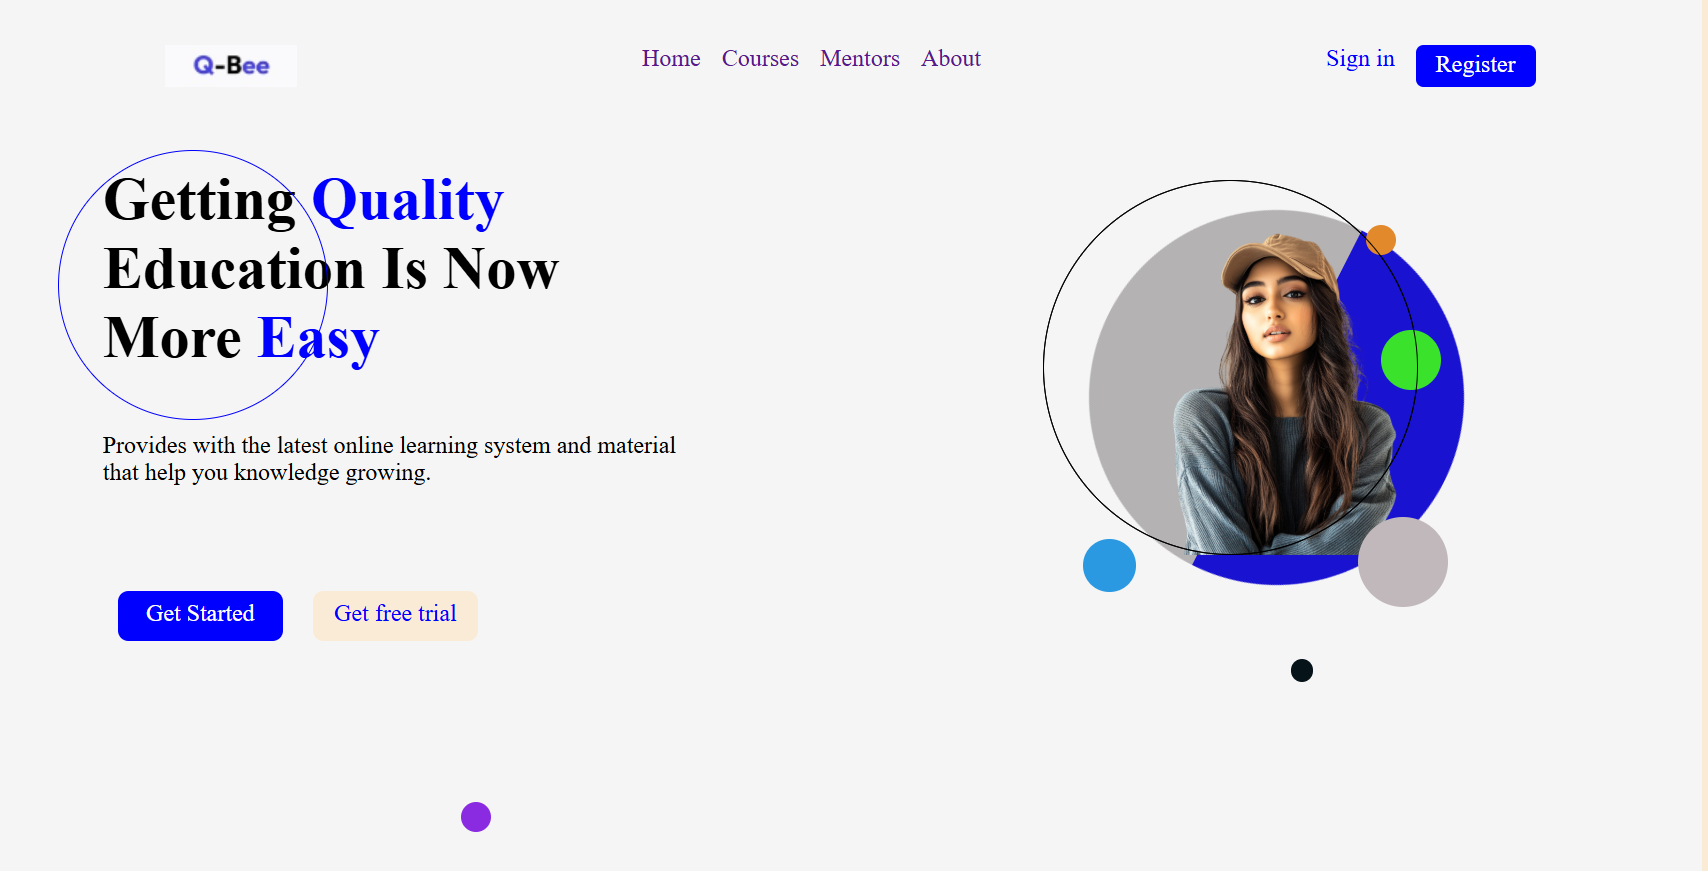 Q-Bee
Home Courses Mentors About
Sign in Register
Getting Quality
Education Is Now
More Easy
Provides with the latest online learning system and material
that help you knowledge growing.
Get Started Get free trial